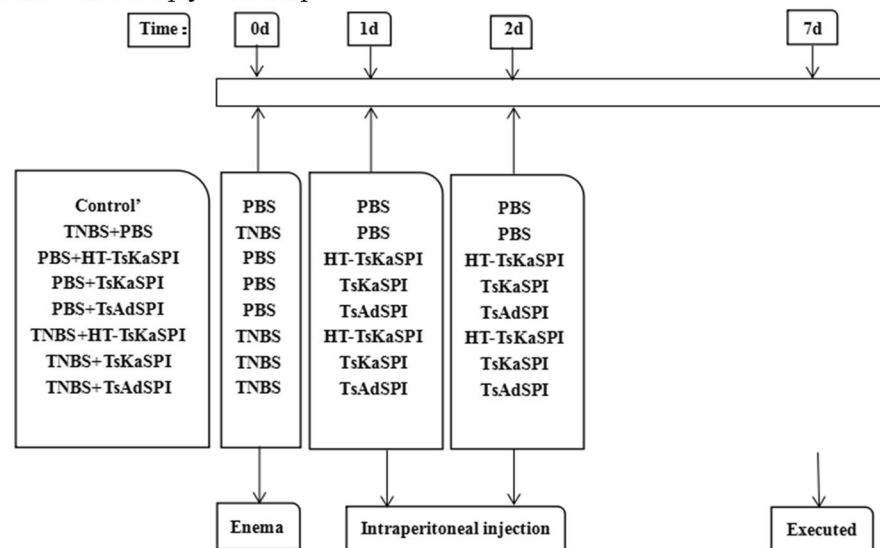 Time : 0d 1d 2d 7d
Control’ PBS PBS PBS
TNBS+PBS TNBS PBS PBS
PBS+HT-TsKaSPI PBS HT-TsKaSPI HT-TsKaSPI
PBS+TsKaSPI PBS TsKaSPI TsKaSPI
PBS+TsAdSPI PBS TsAdSPI TsAdSPI
TNBS+HT-TsKaSPI TNBS HT-TsKaSPI HT-TsKaSPI
TNBS+TsKaSPI TNBS TsKaSPI TsKaSPI
TNBS+TsAdSPI TNBS TsAdSPI TsAdSPI
Enema Intraperitoneal injection Executed